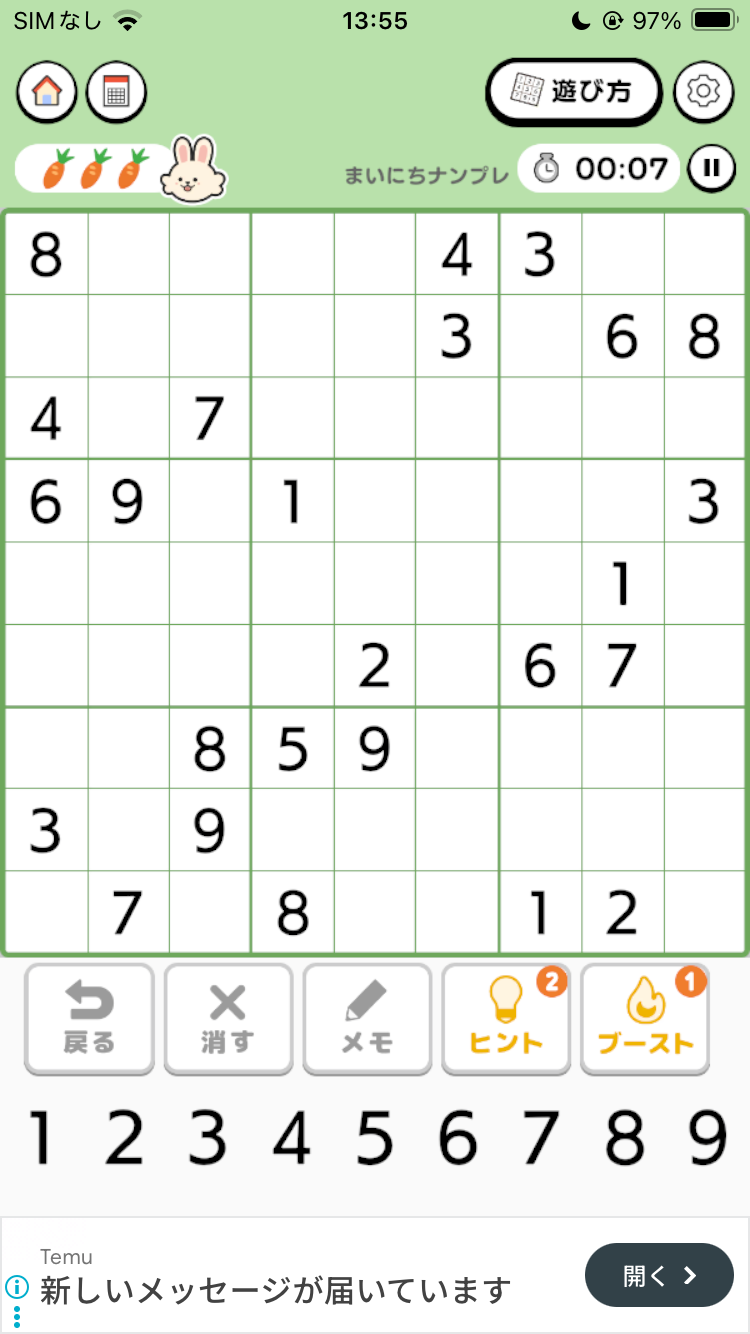 SIMなし 13:55 97%
遊び方
まいにちナンプレ 00:07
8 4 3
3 6 8
4 7
6 9 1 3
1
2 6 7
8 5 9
3 9
7 8 1 2
2 1
戻る 消す メモ ヒント ブースト
1 2 3 4 5 6 7 8 9
Temu
新しいメッセージが届いています
開く